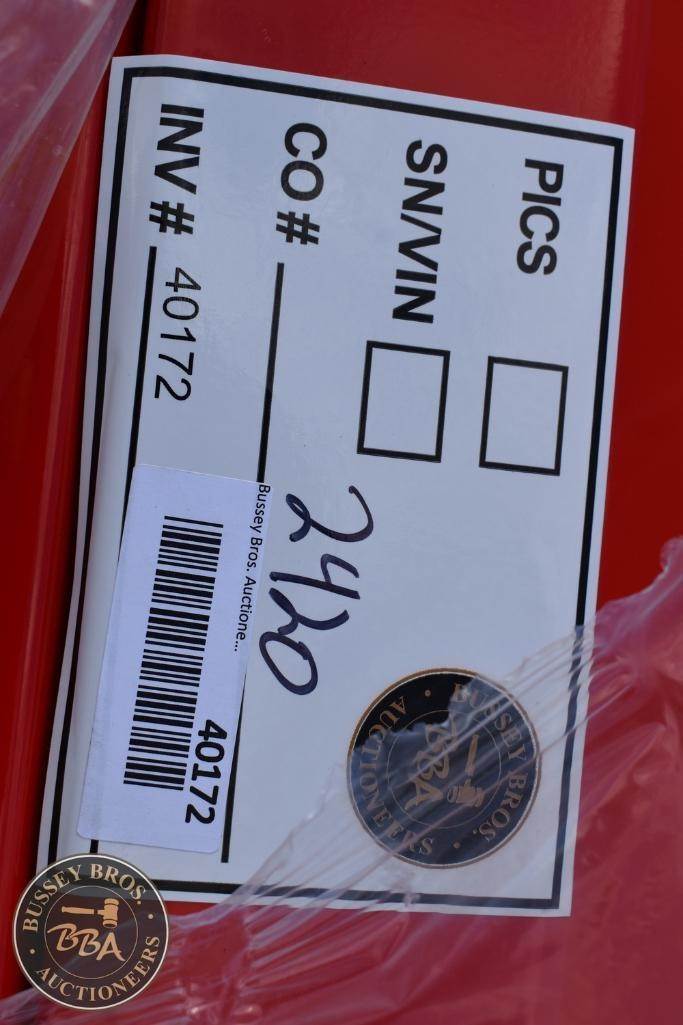 PICS
SN/VIN
CO # 2420
INV # 40172
Bussey Bros. Auctione...
40172
BUSSEY BROS.
BBA
AUCTIONEERS
BUSSEY BROS.
BBA
AUCTIONEERS